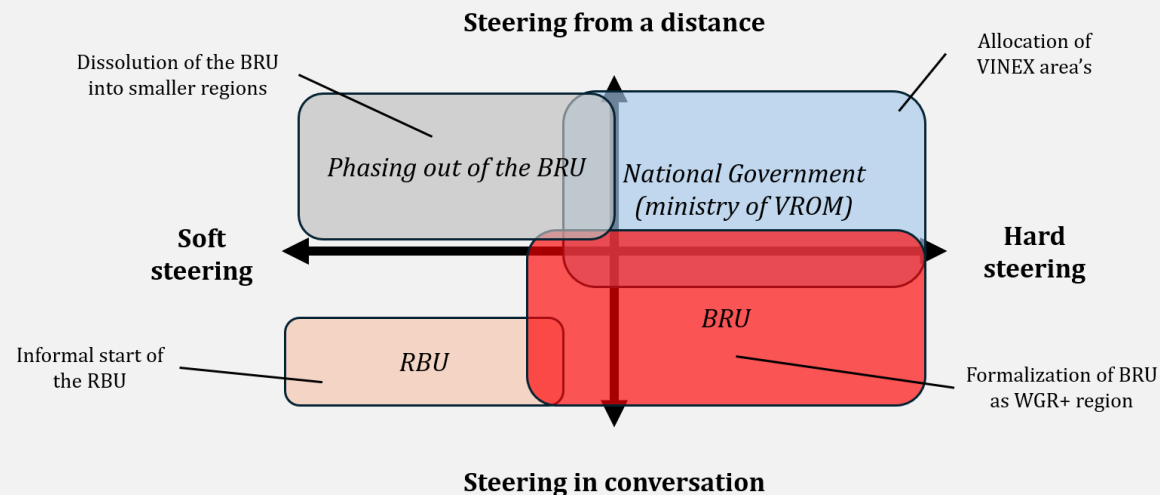 Steering from a distance
Dissolution of the BRU
into smaller regions
Allocation of
VINEX area's
Phasing out of the BRU
National Government
(ministry of VROM)
Soft
steering
Hard
steering
BRU
RBU
Informal start of
the RBU
Formalization of BRU
as WGR+ region
Steering in conversation